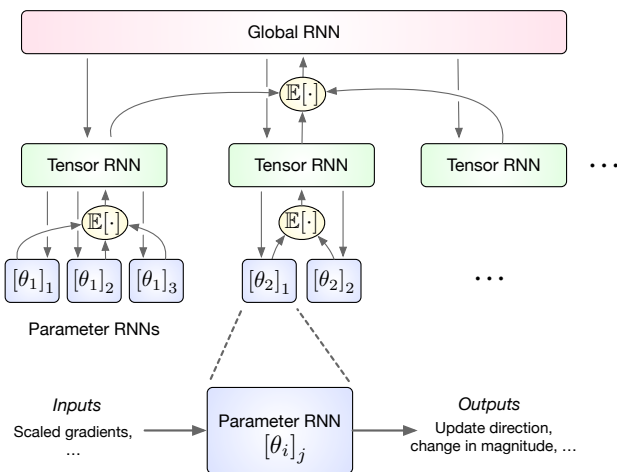 Global RNN
𝔼[·]
Tensor RNN Tensor RNN Tensor RNN ...
𝔼[·] 𝔼[·]
[θ₁]₁ [θ₁]₂ [θ₁]₃ [θ₂]₁ [θ₂]₂ ...
Parameter RNNs
Inputs
Scaled gradients,
...
Parameter RNN
[θᵢ]ⱼ
Outputs
Update direction,
change in magnitude, ...